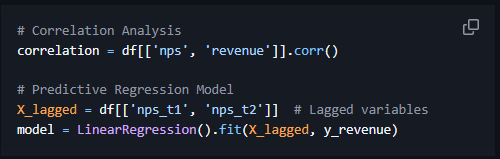 # Correlation Analysis
correlation = df[['nps', 'revenue']].corr()
# Predictive Regression Model
X_lagged = df[['nps_t1', 'nps_t2']]  # Lagged variables
model = LinearRegression().fit(X_lagged, y_revenue)